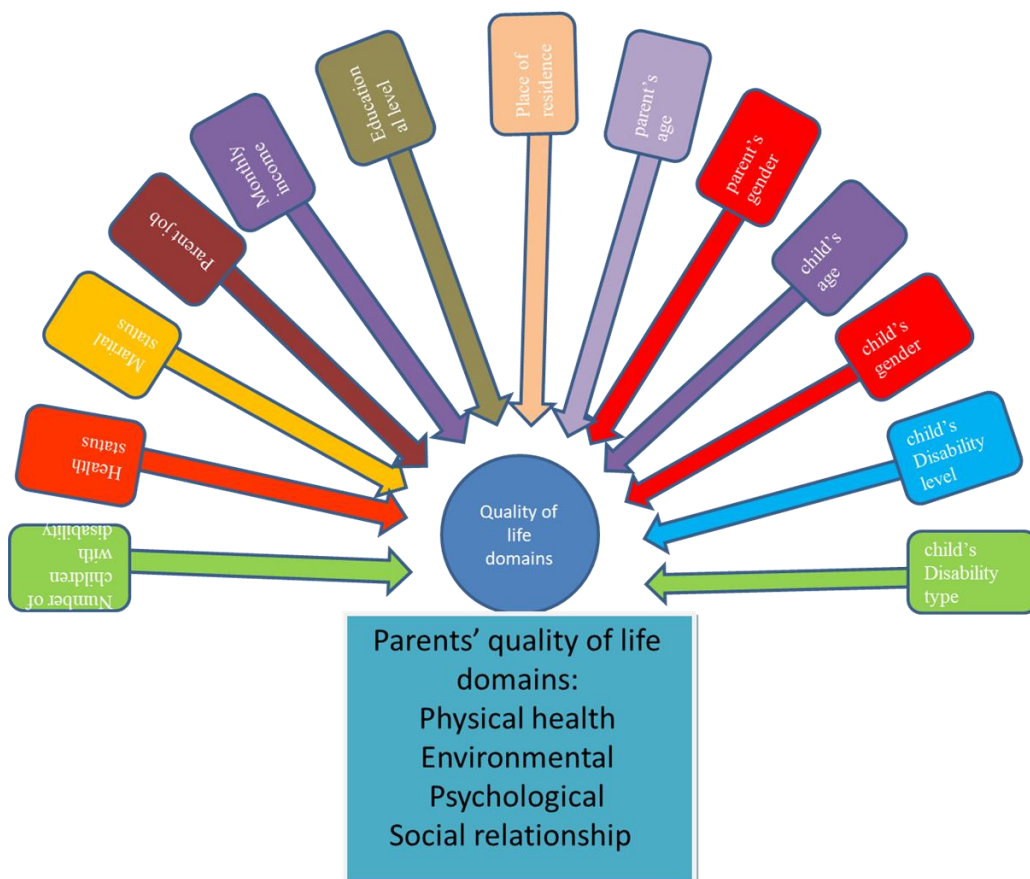 Number of
children
with
disability
Health
status
Marital
status
Parent job
Monthly
income
Education
al level
Place of
residence
parent's
age
parent's
gender
child's
age
child's
gender
child's
Disability
level
child's
Disability
type
Quality of
life
domains
Parents' quality of life
domains:
Physical health
Environmental
Psychological
Social relationship